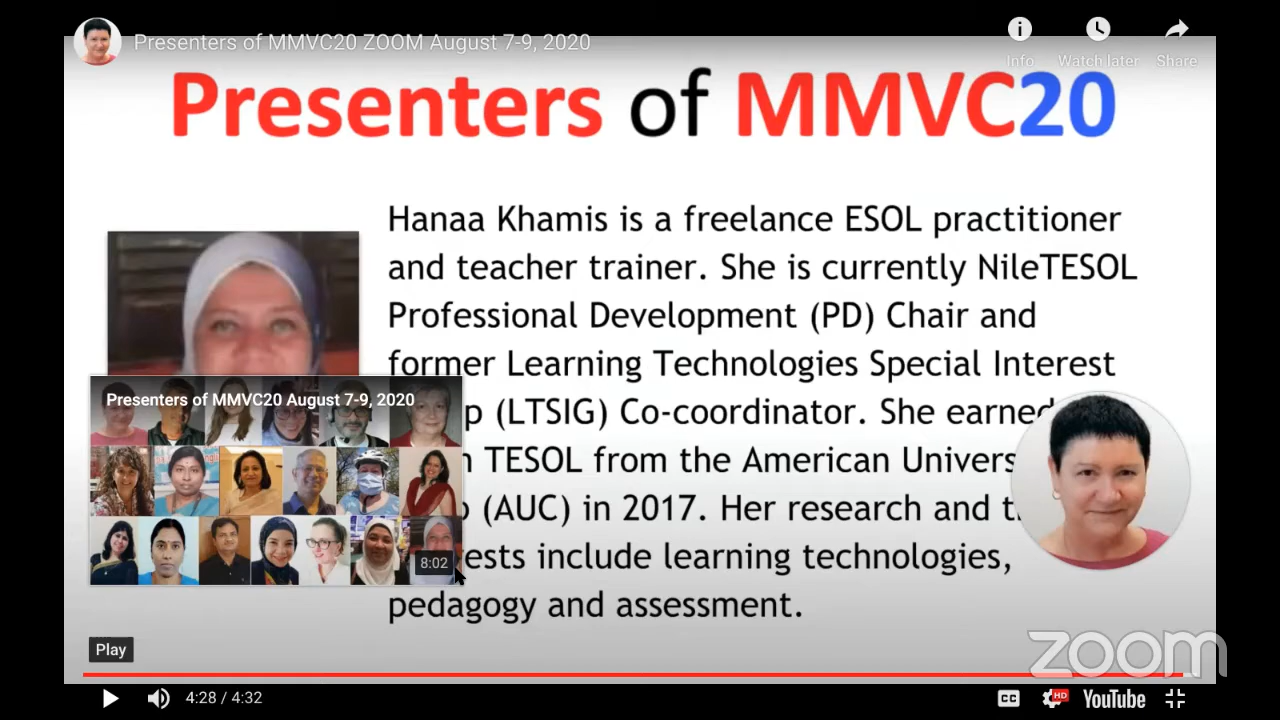 Presenters of MMVC20 ZOOM August 7-9, 2020
Info
Watch later
Share
Presenters of MMVC20
Hanaa Khamis is a freelance ESOL practitioner
and teacher trainer. She is currently NileTESOL
Professional Development (PD) Chair and
former Learning Technologies Special Interest
(LTSIG) Co-coordinator. She earned
TESOL from the American
(AUC) in 2017. Her research and
include learning technologies,
pedagogy and assessment.
Presenters of MMVC20 August 7-9, 2020
8:02
Play
zoom
4:28 / 4:32
CC
HD
YouTube